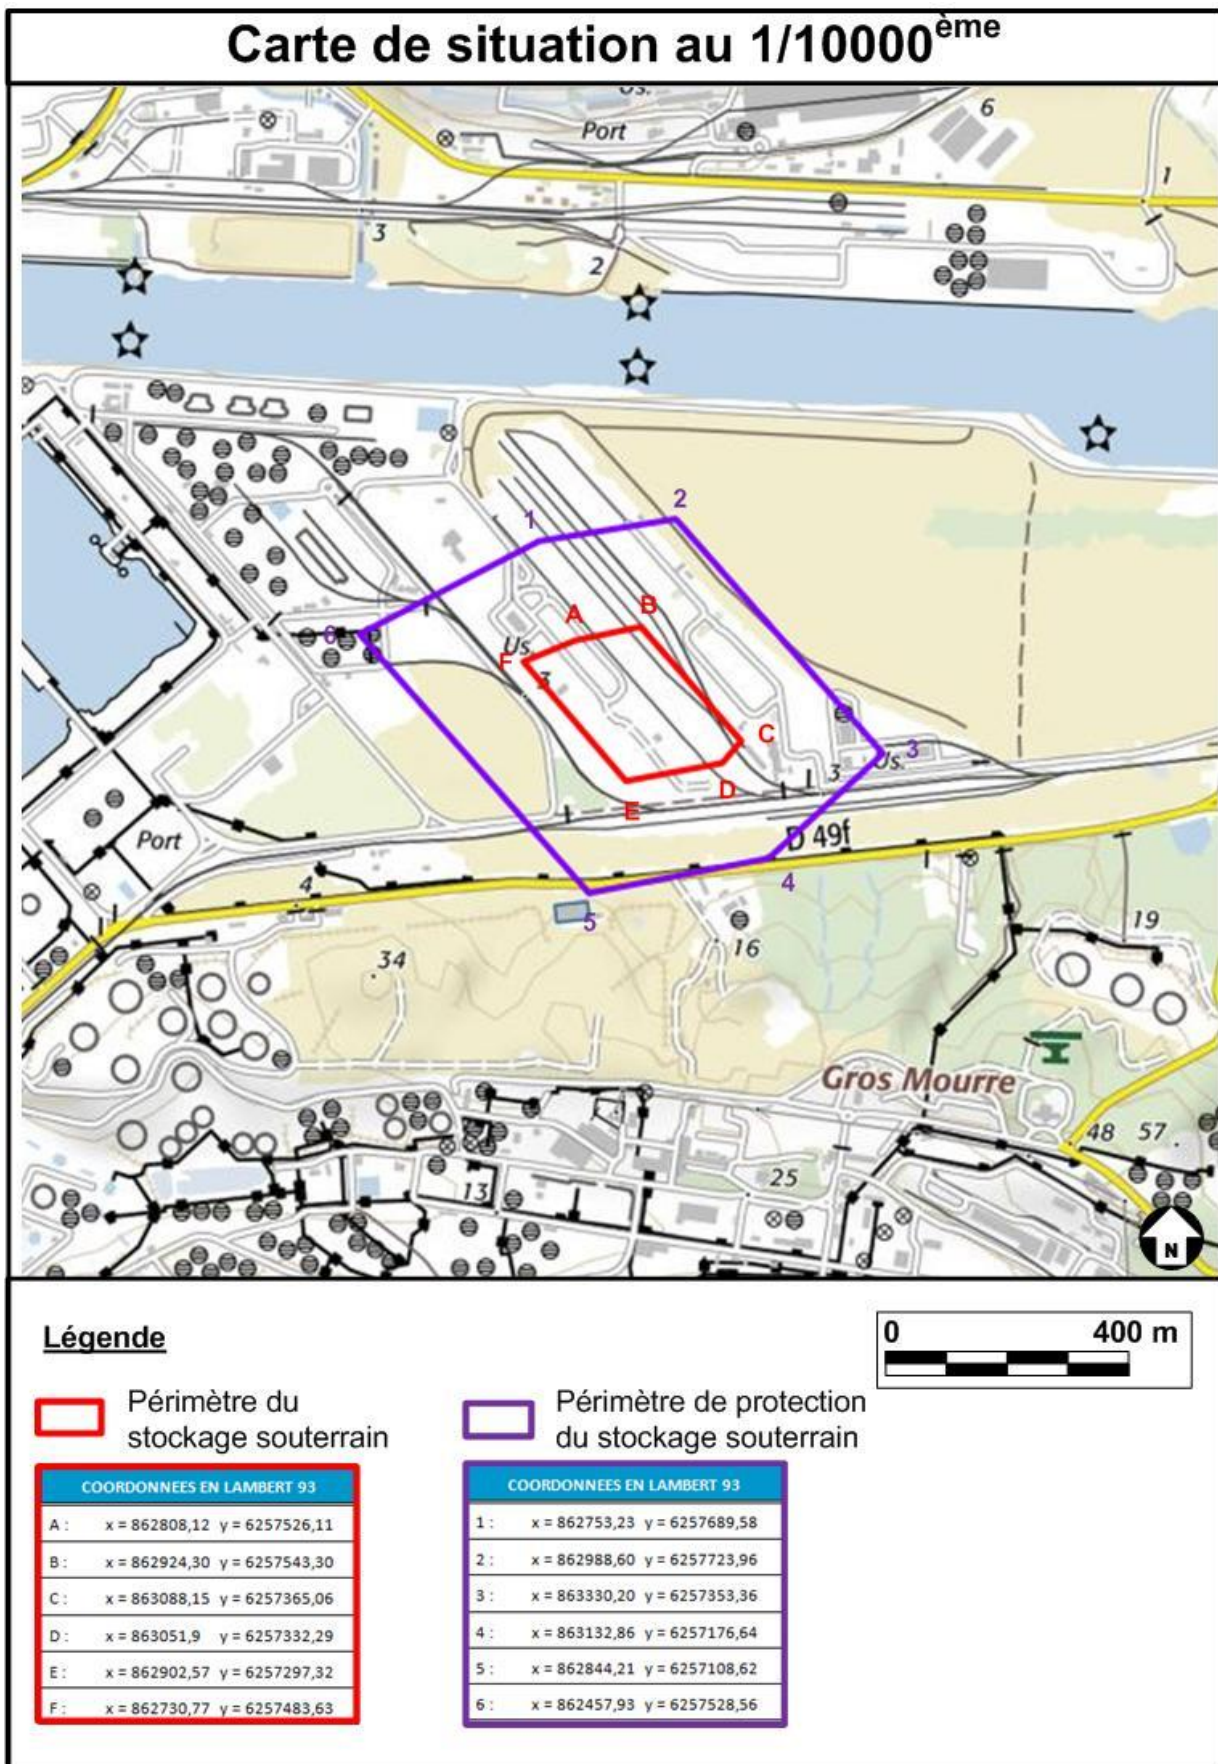 Carte de situation au 1/10000ème
Us.
Port
6
1
3
2
2
1
B
A
6
Us.
F
3
C
3
Us.
3
D
E
D 49f
Port
4
4
5
19
16
34
Gros Mourre
48 57
25
13
N
Légende
0 400 m
Périmètre du
stockage souterrain
Périmètre de protection
du stockage souterrain
COORDONNEES EN LAMBERT 93
A : x = 862808,12 y = 6257526,11
B : x = 862924,30 y = 6257543,30
C : x = 863088,15 y = 6257365,06
D : x = 863051,9 y = 6257332,29
E : x = 862902,57 y = 6257297,32
F : x = 862730,77 y = 6257483,63
COORDONNEES EN LAMBERT 93
1 : x = 862753,23 y = 6257689,58
2 : x = 862988,60 y = 6257723,96
3 : x = 863330,20 y = 6257353,36
4 : x = 863132,86 y = 6257176,64
5 : x = 862844,21 y = 6257108,62
6 : x = 862457,93 y = 6257528,56